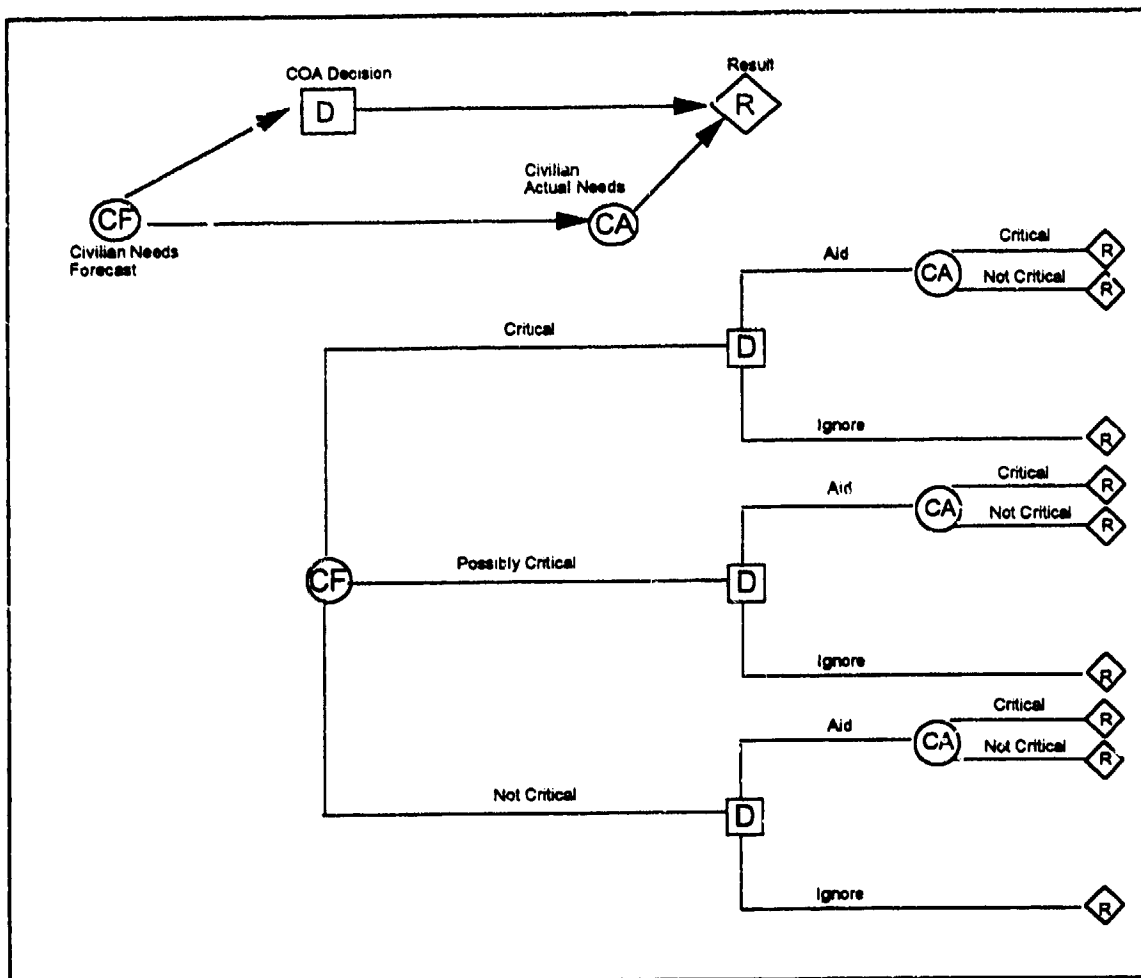 COA Decision
D
Result
R
Civilian
Actual Needs
CA
CF
Civilian Needs
Forecast
Aid
CA
Critical
R
Not Critical
R
Critical
D
Ignore
R
Aid
CA
Critical
R
Not Critical
R
CF
Possibly Critical
D
Ignore
R
Aid
CA
Critical
R
Not Critical
R
Not Critical
D
Ignore
R